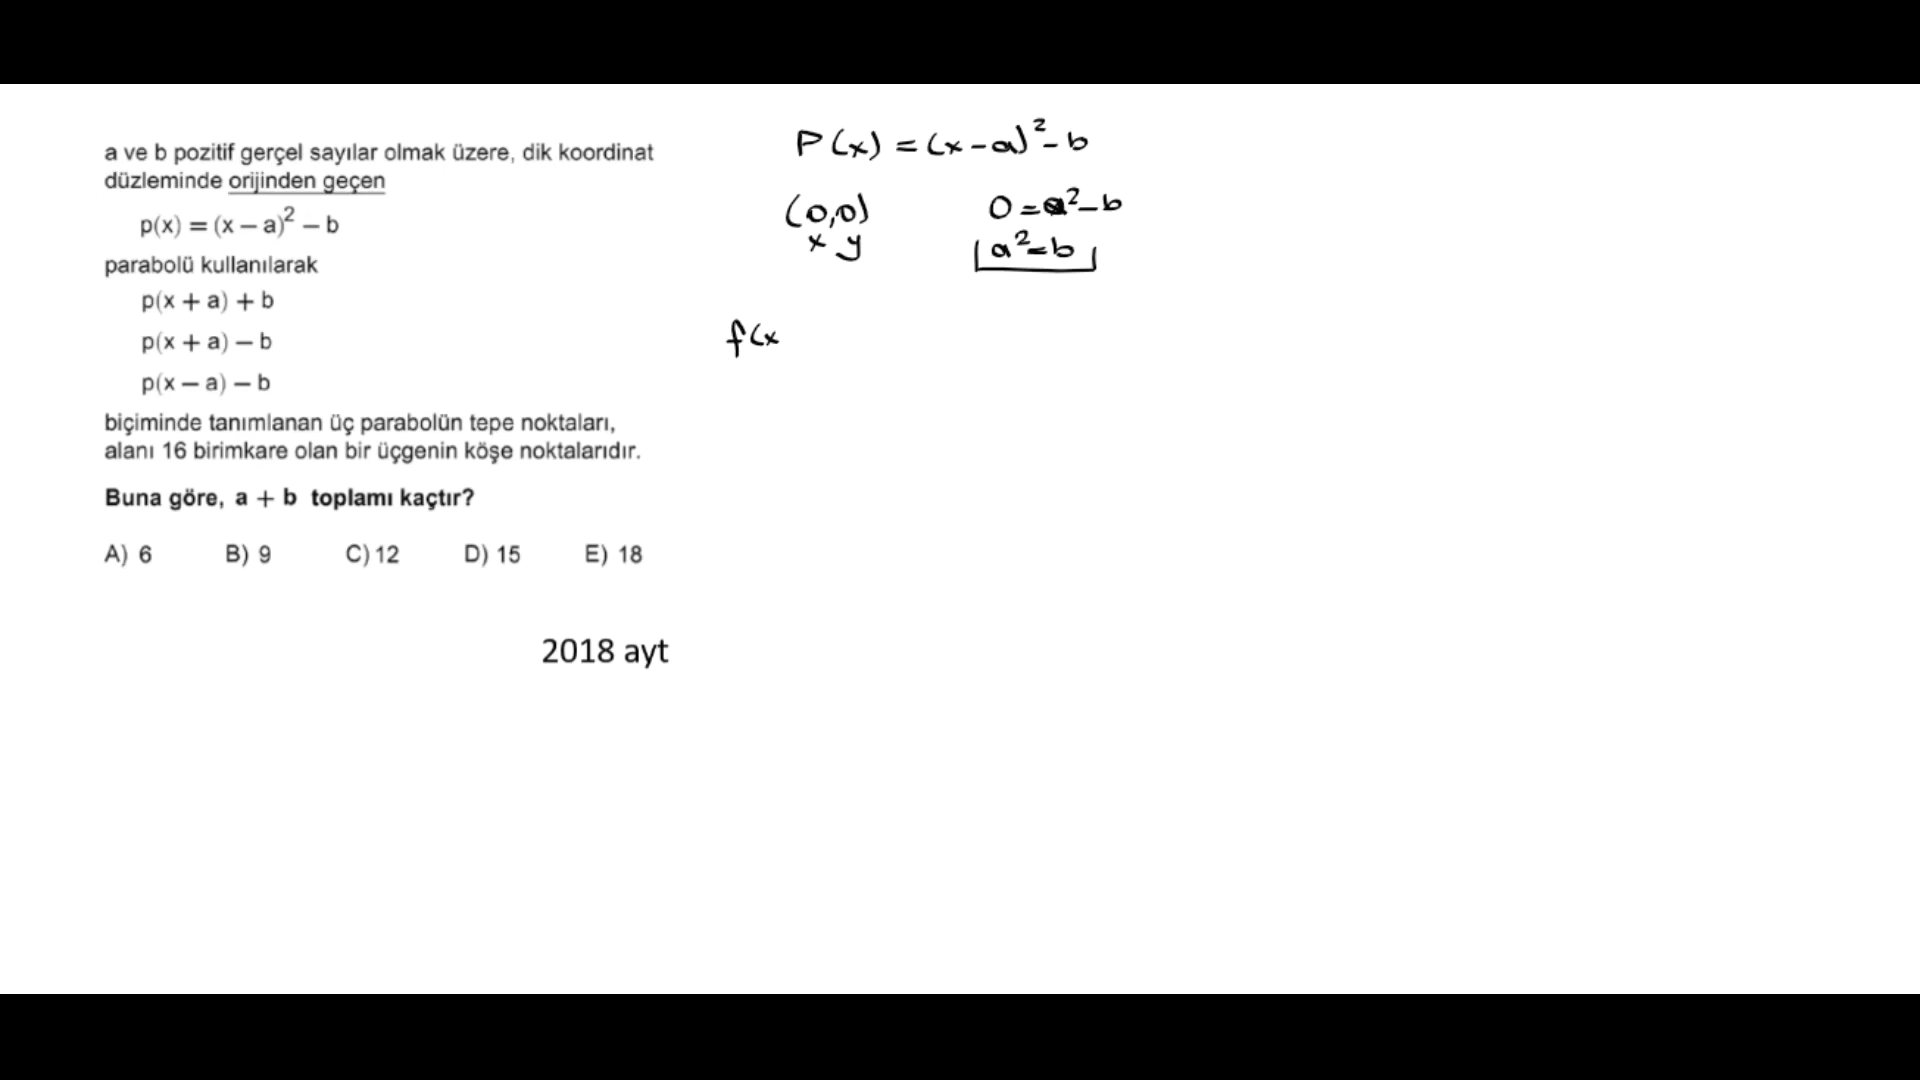 a ve b pozitif gerçel sayılar olmak üzere, dik koordinat
düzleminde orijinden geçen
p(x) = (x – a)² – b
parabolü kullanılarak
p(x + a) + b
p(x + a) – b
p(x – a) – b
biçiminde tanımlanan üç parabolün tepe noktaları,
alanı 16 birimkare olan bir üçgenin köşe noktalarıdır.
Buna göre, a + b toplamı kaçtır?
A) 6 B) 9 C) 12 D) 15 E) 18
2018 ayt
P(x) = (x-a)²-b
(0,0) 0=a²-b
x y a²=b
f(x